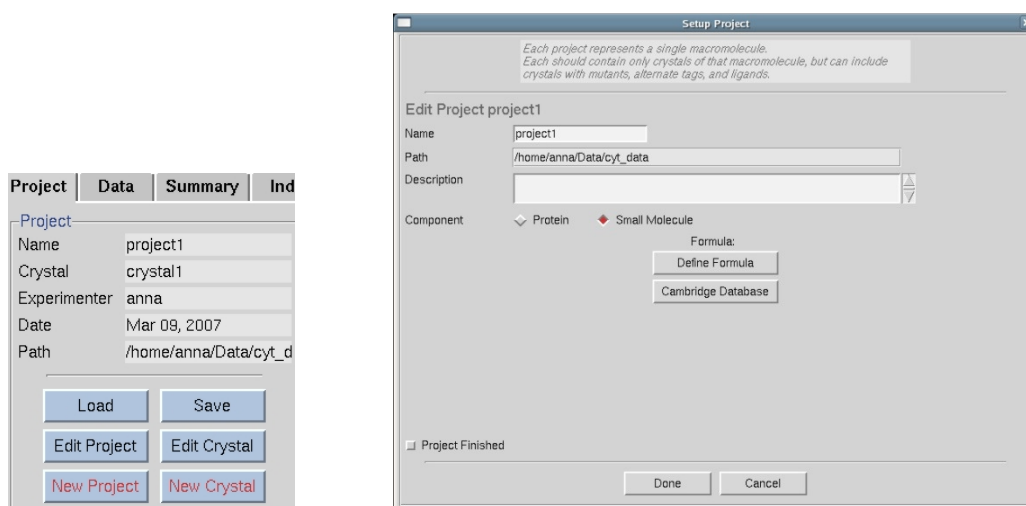 Project Data Summary Ind
Project
Name project1
Crystal crystal1
Experimenter anna
Date Mar 09, 2007
Path /home/anna/Data/cyt_d
Load Save
Edit Project Edit Crystal
New Project New Crystal
Setup Project
Each project represents a single macromolecule.
Each should contain only crystals of that macromolecule, but can include
crystals with mutants, alternate tags, and ligands.
Edit Project project1
Name project1
Path /home/anna/Data/cyt_data
Description
Component Protein Small Molecule
Formula:
Define Formula
Cambridge Database
Project Finished
Done Cancel